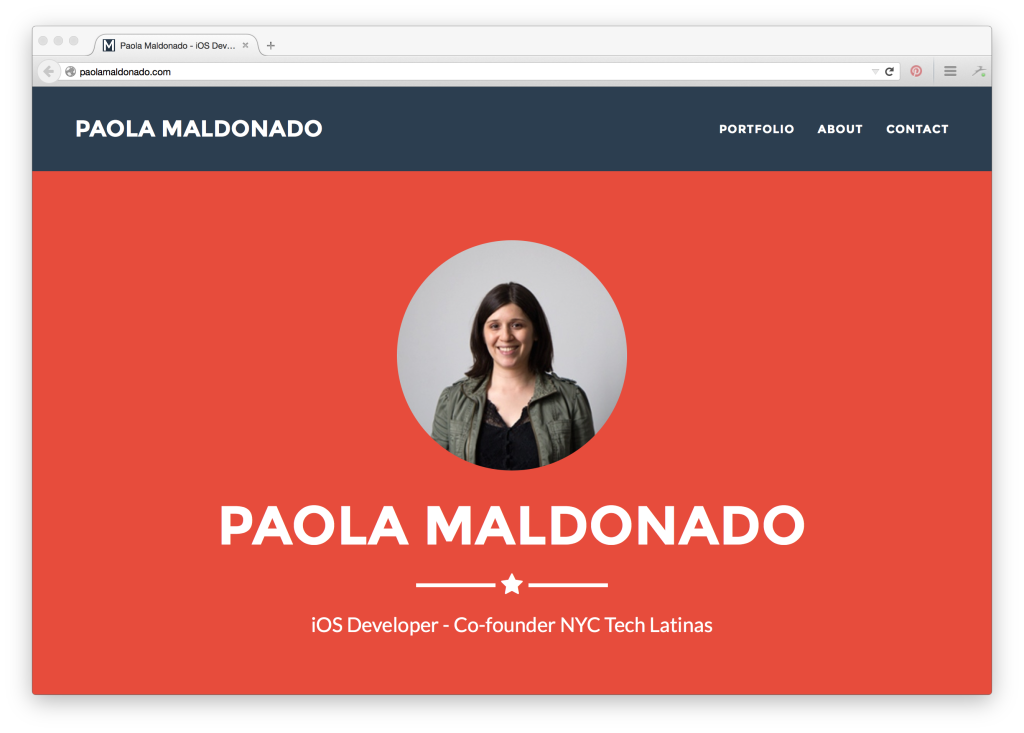 Paola Maldonado - iOS Dev...
paolamaldonado.com
PAOLA MALDONADO
PORTFOLIO ABOUT CONTACT
PAOLA MALDONADO
iOS Developer - Co-founder NYC Tech Latinas